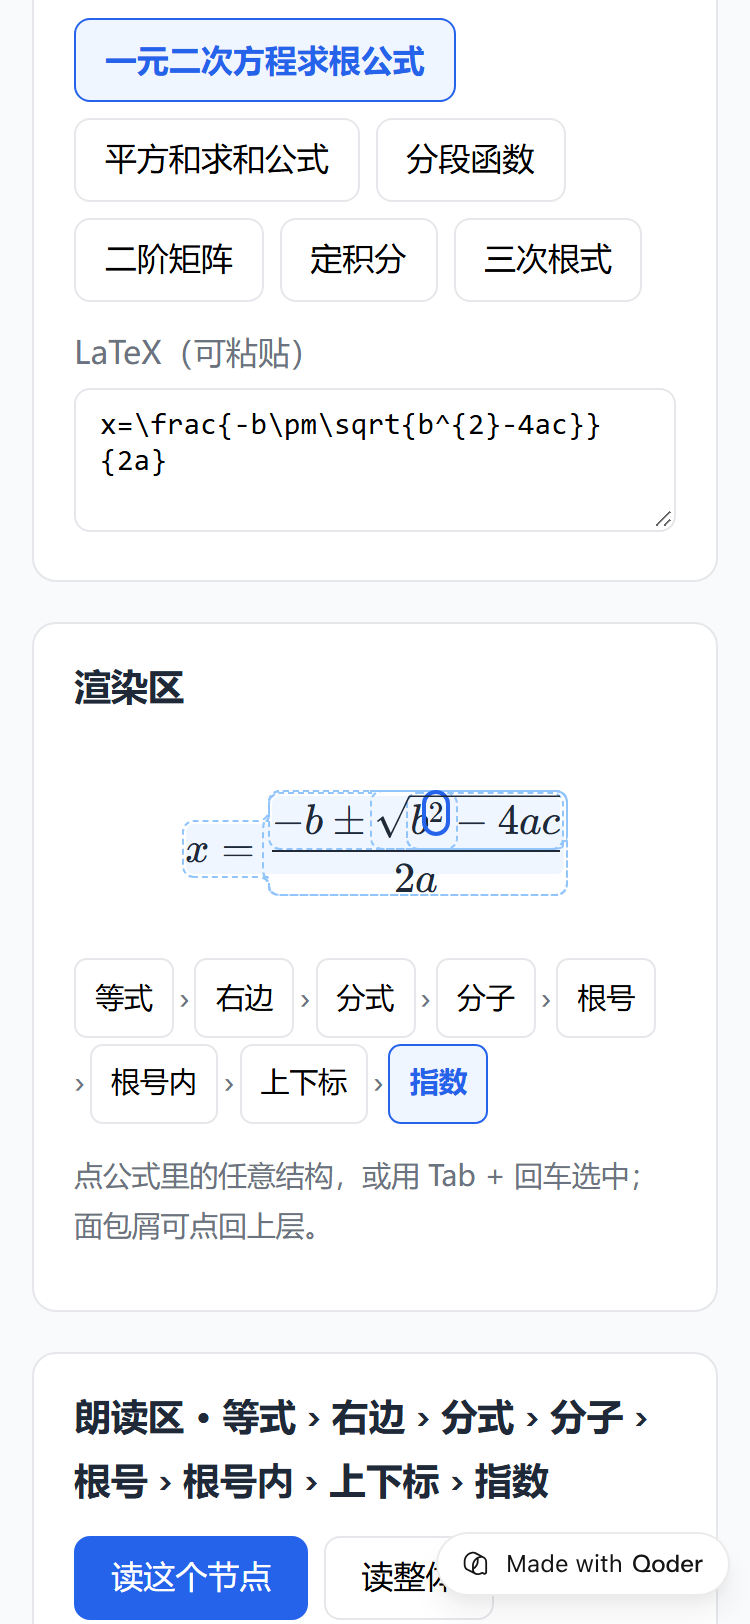 一元二次方程求根公式
平方和求和公式 分段函数
二阶矩阵 定积分 三次根式
LaTeX（可粘贴）
x=\frac{-b\pm\sqrt{b^{2}-4ac}}
{2a}
渲染区
x = \frac{-b ± \sqrt{b^2 - 4ac}}{2a}
等式 › 右边 › 分式 › 分子 › 根号
› 根号内 › 上下标 › 指数
点公式里的任意结构，或用 Tab + 回车选中；
面包屑可点回上层。
朗读区 · 等式 › 右边 › 分式 › 分子 ›
根号 › 根号内 › 上下标 › 指数
读这个节点 读整体
Made with Qoder